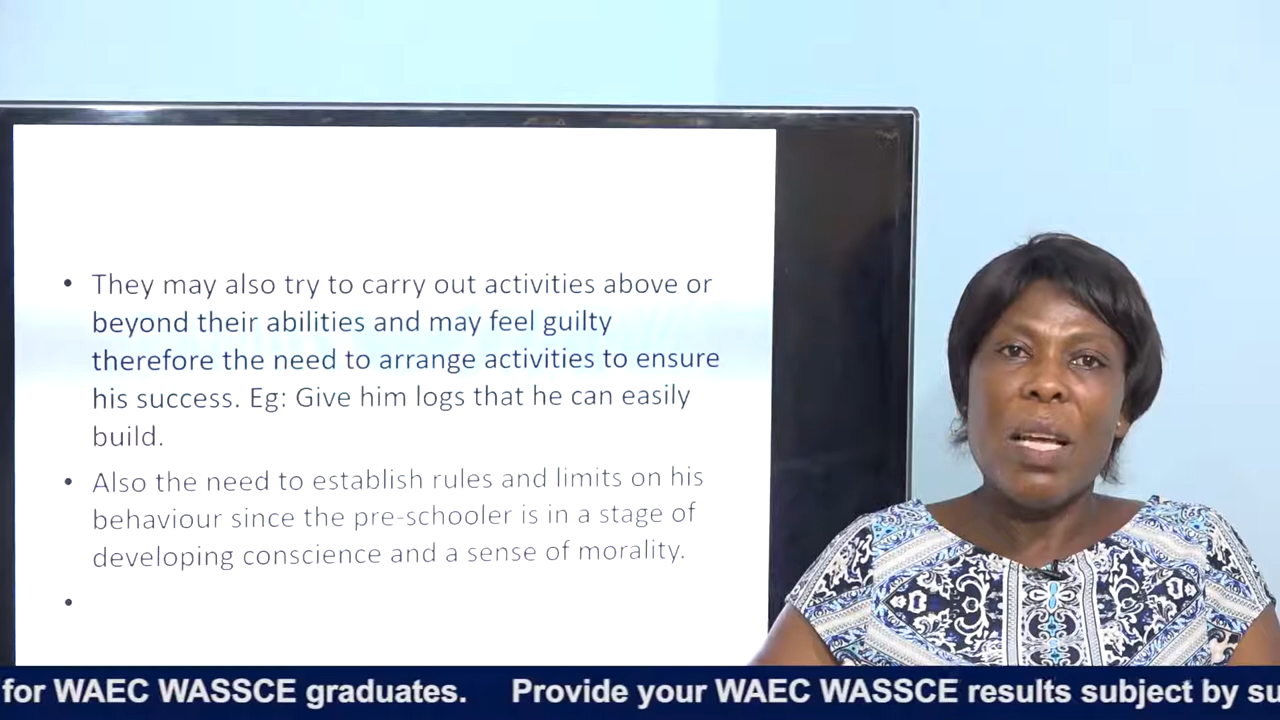 • They may also try to carry out activities above or
beyond their abilities and may feel guilty
therefore the need to arrange activities to ensure
his success. Eg: Give him logs that he can easily
build.
• Also the need to establish rules and limits on his
behaviour since the pre-schooler is in a stage of
developing conscience and a sense of morality.
•
for WAEC WASSCE graduates. Provide your WAEC WASSCE results subject by su